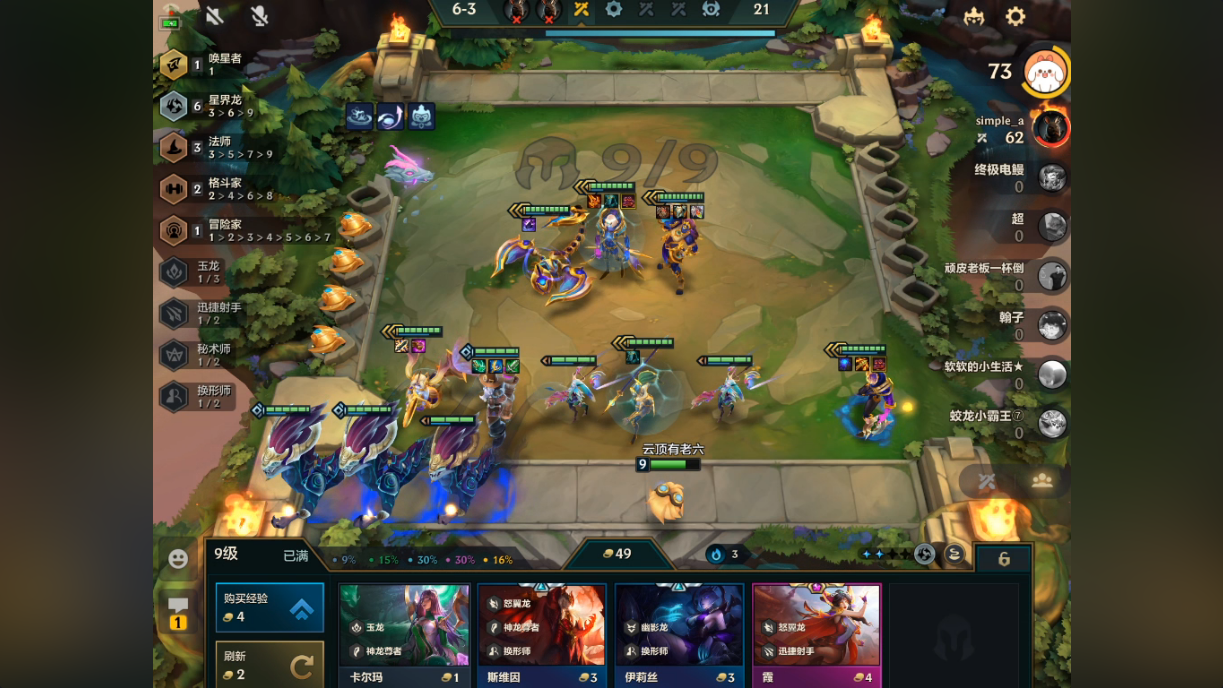 6-3
21
1 唤星者
1
6 星界龙
3 > 6 > 9
3 法师
3 > 5 > 7 > 9
2 格斗家
2 > 4 > 6 > 8
1 冒险家
1 > 2 > 3 > 4 > 5 > 6 > 7
玉龙
1 / 3
迅捷射手
1 / 2
秘术师
1 / 2
换形师
1 / 2
9/9
73
simple_a
62
终极电鳗
0
超
0
顽皮老板一杯倒
0
翰子
0
软软的小生活★
0
蛟龙小霸王⑦
0
云顶有老六
9
9级
已满
9%
15%
30%
30%
16%
49
3
6
1
购买经验
4
刷新
2
玉龙
神龙尊者
卡尔玛
1
怒翼龙
神龙尊者
换形师
斯维因
3
幽影龙
换形师
伊莉丝
3
怒翼龙
迅捷射手
霞
4